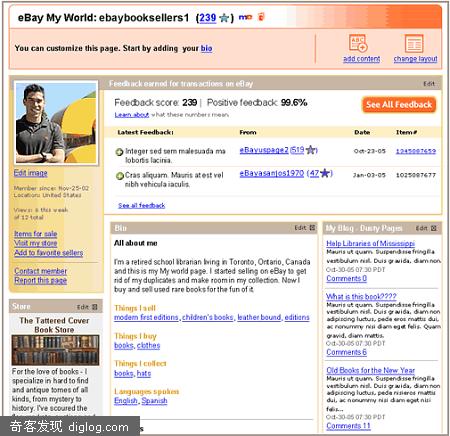 eBay My World: ebaybooksellers1 (239 ) me
You can customize this page. Start by adding your bio
add content
change layout
Feedback earned for transactions on eBay
Edit
Feedback score: 239 | Positive feedback: 99.6%
Learn about what these numbers mean.
See All Feedback
Latest Feedback:
From
Date
Item#
Integer sed sem malesuada ma
lobortis lacinia.
eBayuspage2 (519 )
Oct-23-05
1245087659
Cras aliquam. Mauris at est vel
nibh vehicula iaculis.
eBayasanjos1970 ( 47 )
Jan-03-05
1025087677
See all feedback
Edit image
Member since: Nov-25-02
Location: United States
Views: 6 this week
of 12 total
Items for sale
Visit my store
Add to favorite sellers
Contact member
Report this page
Store
Edit
The Tattered Cover
Book Store
For the love of books - I
specialize in hard to find
and antique tomes of all
kinds, from mystery to
history. I've scoured the
Bio
Edit
All about me
I'm a retired school librarian living in Toronto, Ontario, Canada
and this is my My world page. I started selling on eBay to get
rid of my duplicates and make room in my collection. Now I
buy and sell used rare books for the fun of it.
Things I sell
modern first editions, children's books, leather bound, editions
Things I buy
books, clothes
Things I collect
books, hats
Languages spoken
English, Spanish
My Blog - Dusty Pages
Edit
Help Libraries of Mississippi
Mauris ut quam. Suspendisse fringilla
vestibulum nisl. Duis gravida, diam non
Oct-30-05 07:30 PDT
Comments 0
What is this book????
Mauris ut quam. Suspendisse fringilla
vestibulum nisl. Duis gravida, diam non
adipiscing luctus, pede eros mattis dui,
ac nonummy nisi diam eget felis. Quam
gravid, diam mattis.
Oct-30-05 07:30 PDT
Comments 6
Old Books for the New Year
Mauris ut quam. Suspendisse fringilla
vestibulum nisl. Duis gravida, diam non
adipiscing luctus, pede nisieros mattis
dui, ac nonummy nisi diam eget
felis...
Oct-30-05 07:30 PDT
Comments 11
奇客发现 diglog.com